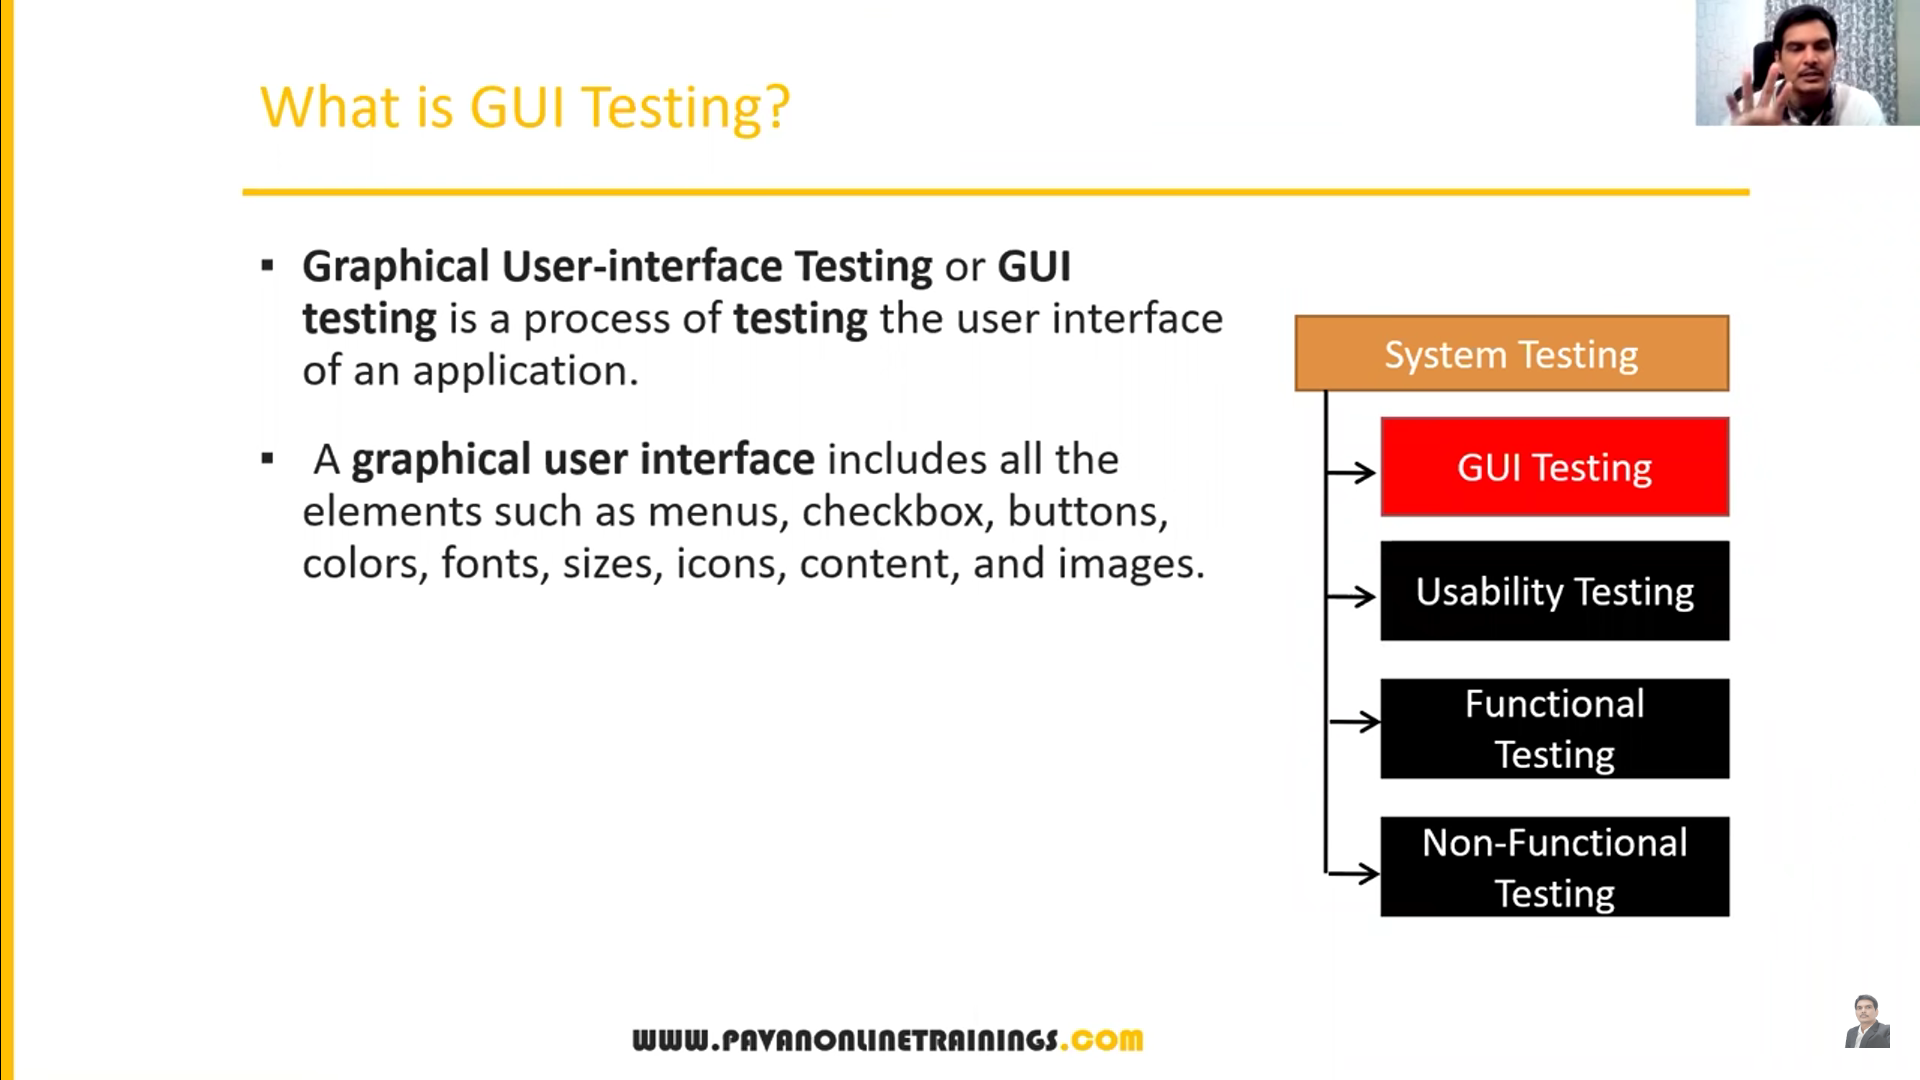 What is GUI Testing?
▪ Graphical User-interface Testing or GUI
testing is a process of testing the user interface
of an application.
▪ A graphical user interface includes all the
elements such as menus, checkbox, buttons,
colors, fonts, sizes, icons, content, and images.
System Testing
GUI Testing
Usability Testing
Functional
Testing
Non-Functional
Testing
WWW.PAVANONLINETRAININGS.COM